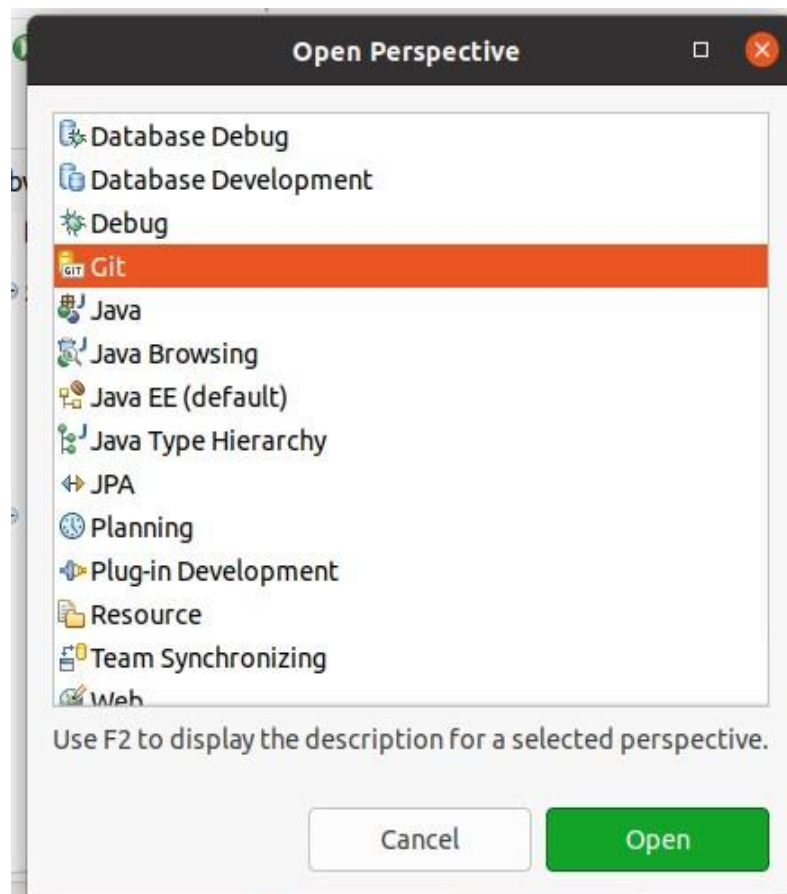 Open Perspective
Database Debug
Database Development
Debug
GIT Git
Java
Java Browsing
Java EE (default)
Java Type Hierarchy
JPA
Planning
Plug-in Development
Resource
Team Synchronizing
Web
Use F2 to display the description for a selected perspective.
Cancel Open